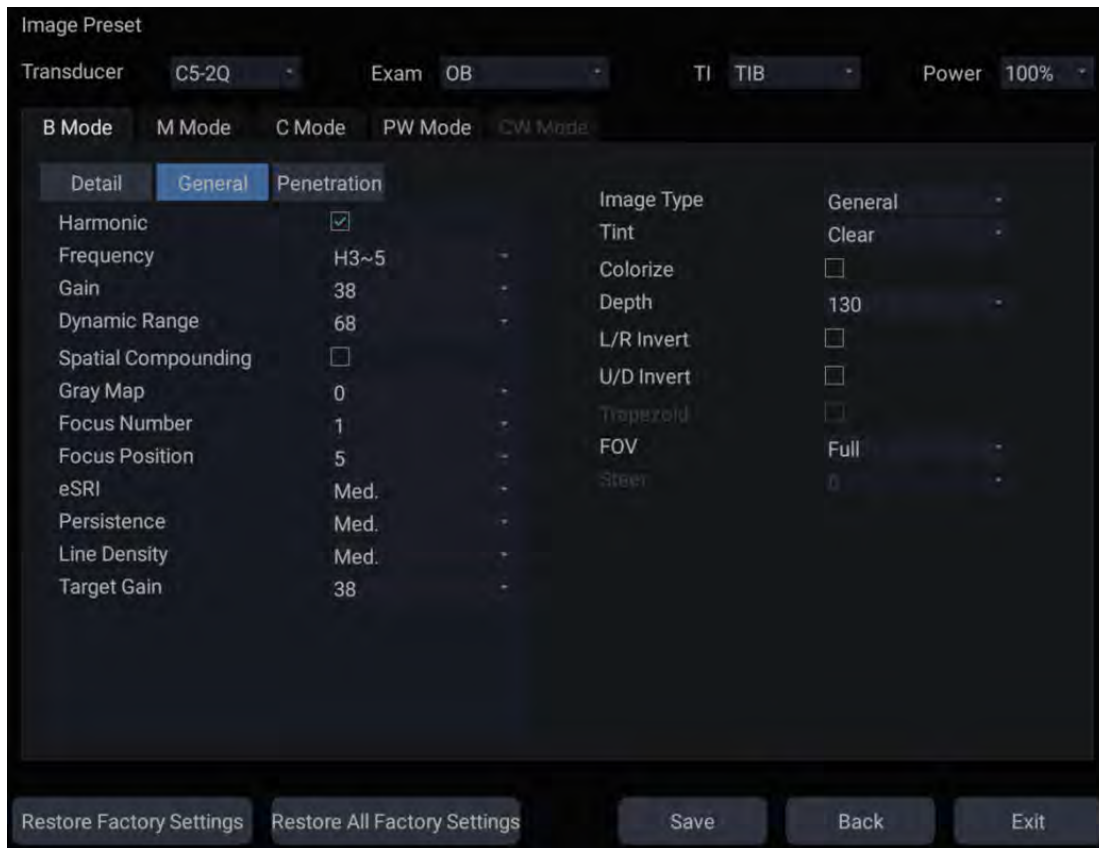 Image Preset
Transducer C5-2Q Exam OB TI TIB Power 100%
B Mode M Mode C Mode PW Mode CW Mode
Detail General Penetration
Harmonic
Frequency H3~5
Gain 38
Dynamic Range 68
Spatial Compounding
Gray Map 0
Focus Number 1
Focus Position 5
eSRI Med.
Persistence Med.
Line Density Med.
Target Gain 38
Image Type General
Tint Clear
Colorize
Depth 130
L/R Invert
U/D Invert
Trapezoid
FOV Full
Steer 0
Restore Factory Settings Restore All Factory Settings Save Back Exit